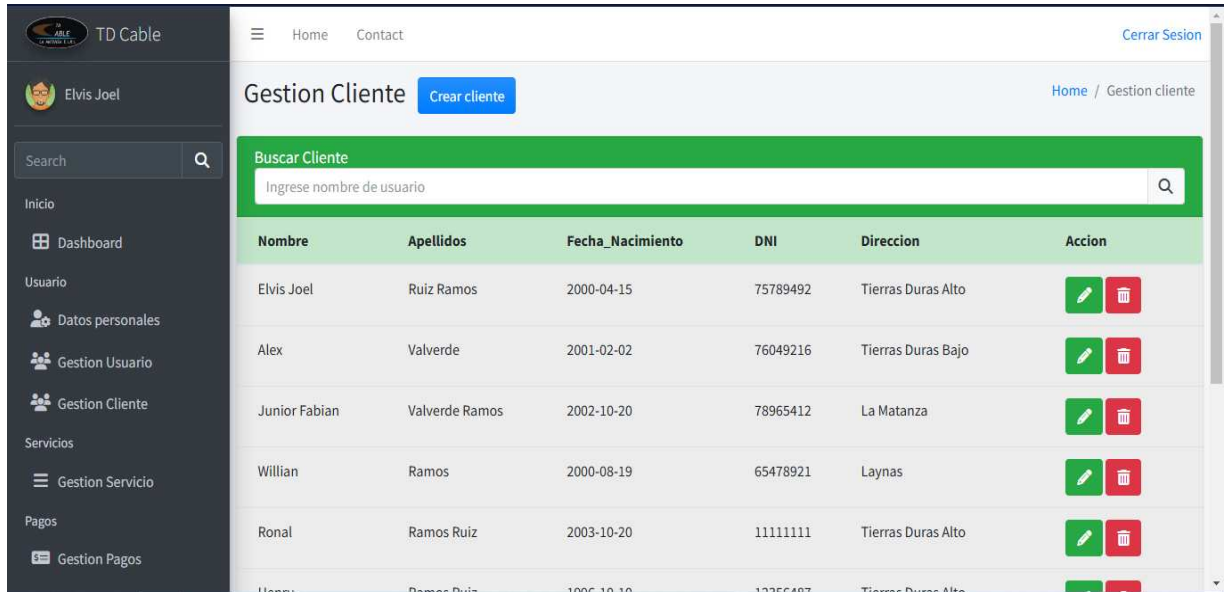 TD Cable
Home Contact
Cerrar Sesion
Elvis Joel
Gestion Cliente
Crear cliente
Home / Gestion cliente
Search
Buscar Cliente
Ingrese nombre de usuario
Inicio
Dashboard
Usuario
Datos personales
Gestion Usuario
Gestion Cliente
Servicios
Gestion Servicio
Pagos
Gestion Pagos
Nombre Apellidos Fecha_Nacimiento DNI Direccion Accion
Elvis Joel Ruiz Ramos 2000-04-15 75789492 Tierras Duras Alto
Alex Valverde 2001-02-02 76049216 Tierras Duras Bajo
Junior Fabian Valverde Ramos 2002-10-20 78965412 La Matanza
Willian Ramos 2000-08-19 65478921 Laynas
Ronal Ramos Ruiz 2003-10-20 11111111 Tierras Duras Alto